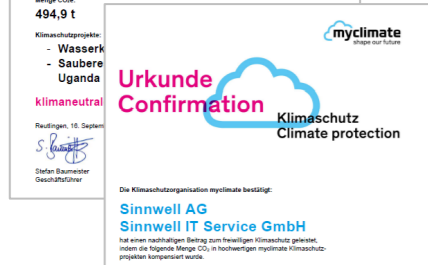 Menge CO2e:
494,9 t
Klimaschutzprojekte:
- Wasserk
- Saubere
Uganda
klimaneutral
Reutlingen, 16. Septem
Stefan Baumeister
Geschäftsführer
myclimate
shape our future
Urkunde
Confirmation
Klimaschutz
Climate protection
Die Klimaschutzorganisation myclimate bestätigt:
Sinnwell AG
Sinnwell IT Service GmbH
hat einen nachhaltigen Beitrag zum freiwilligen Klimaschutz geleistet,
indem die folgende Menge CO₂ in hochwertigen myclimate Klimaschutz-
projekten kompensiert wurde.